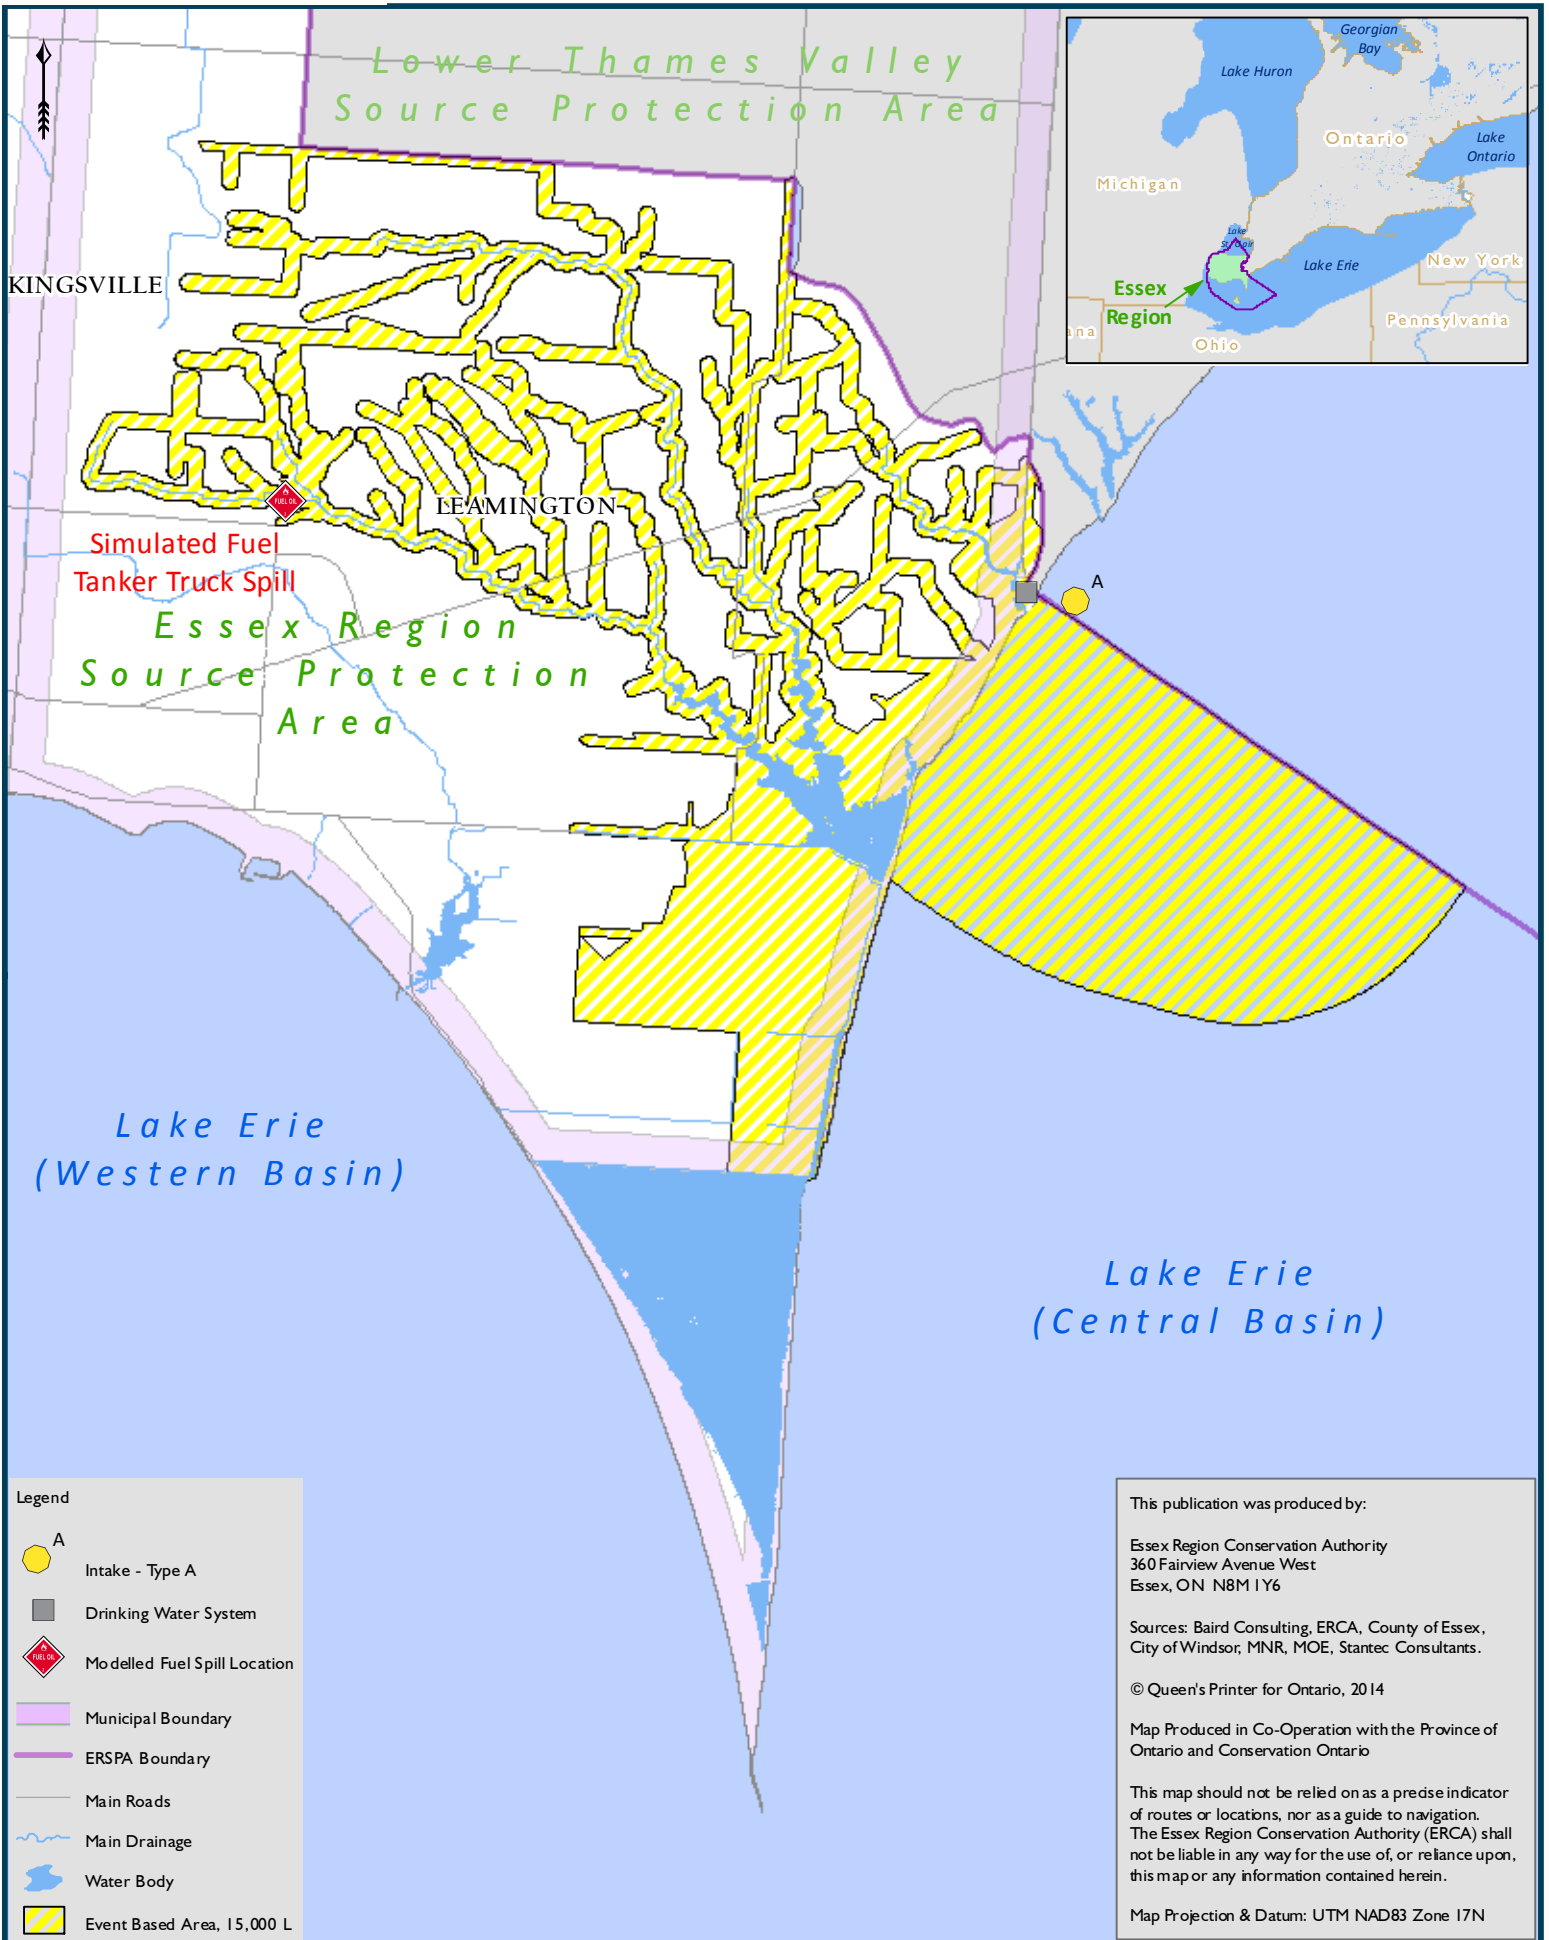 Lower Thames Valley
Source Protection Area
Georgian
Bay
Lake Huron
Ontario
Lake
Ontario
Michigan
Lake
St. Clair
Lake Erie
New York
Essex
Region
Pennsylvania
ana
Ohio
KINGSVILLE
LEAMINGTON
FUEL OIL
Simulated Fuel
Tanker Truck Spill
A
Essex Region
Source Protection
Area
Lake Erie
(Western Basin)
Lake Erie
(Central Basin)
Legend
A
Intake - Type A
Drinking Water System
FUEL OIL
Modelled Fuel Spill Location
Municipal Boundary
ERSPA Boundary
Main Roads
Main Drainage
Water Body
Event Based Area, 15,000 L
This publication was produced by:
Essex Region Conservation Authority
360 Fairview Avenue West
Essex, ON N8M 1Y6
Sources: Baird Consulting, ERCA, County of Essex,
City of Windsor, MNR, MOE, Stantec Consultants.
© Queen's Printer for Ontario, 2014
Map Produced in Co-Operation with the Province of
Ontario and Conservation Ontario
This map should not be relied on as a precise indicator
of routes or locations, nor as a guide to navigation.
The Essex Region Conservation Authority (ERCA) shall
not be liable in any way for the use of, or reliance upon,
this map or any information contained herein.
Map Projection & Datum: UTM NAD83 Zone 17N